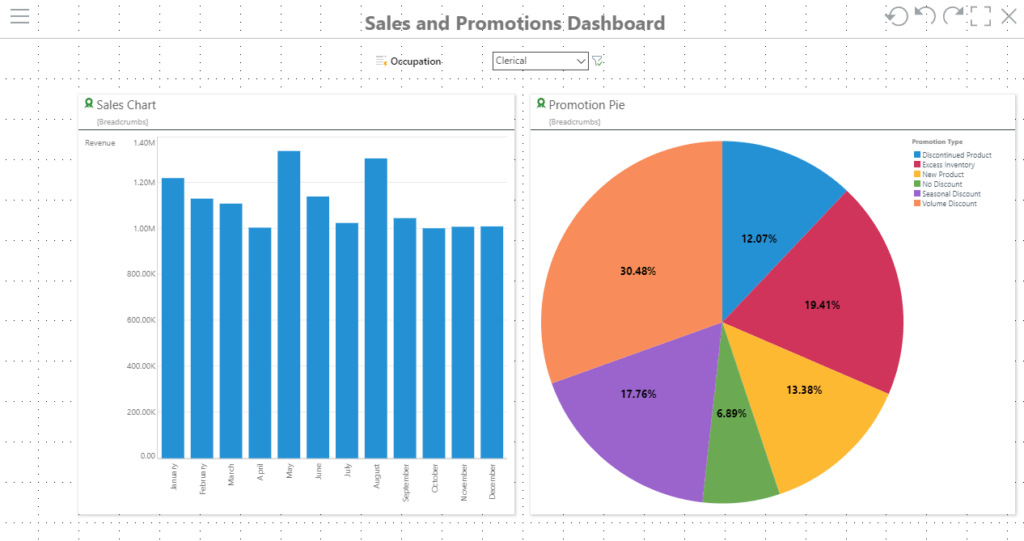 Sales and Promotions Dashboard
Occupation
Clerical
Sales Chart
[Breadcrumbs]
Revenue
1.40M
1.20M
1.00M
800.00K
600.00K
400.00K
200.00K
0.00
January
February
March
April
May
June
July
August
September
October
November
December
Promotion Pie
[Breadcrumbs]
Promotion Type
Discontinued Product
Excess Inventory
New Product
No Discount
Seasonal Discount
Volume Discount
12.07%
19.41%
13.38%
6.89%
17.76%
30.48%